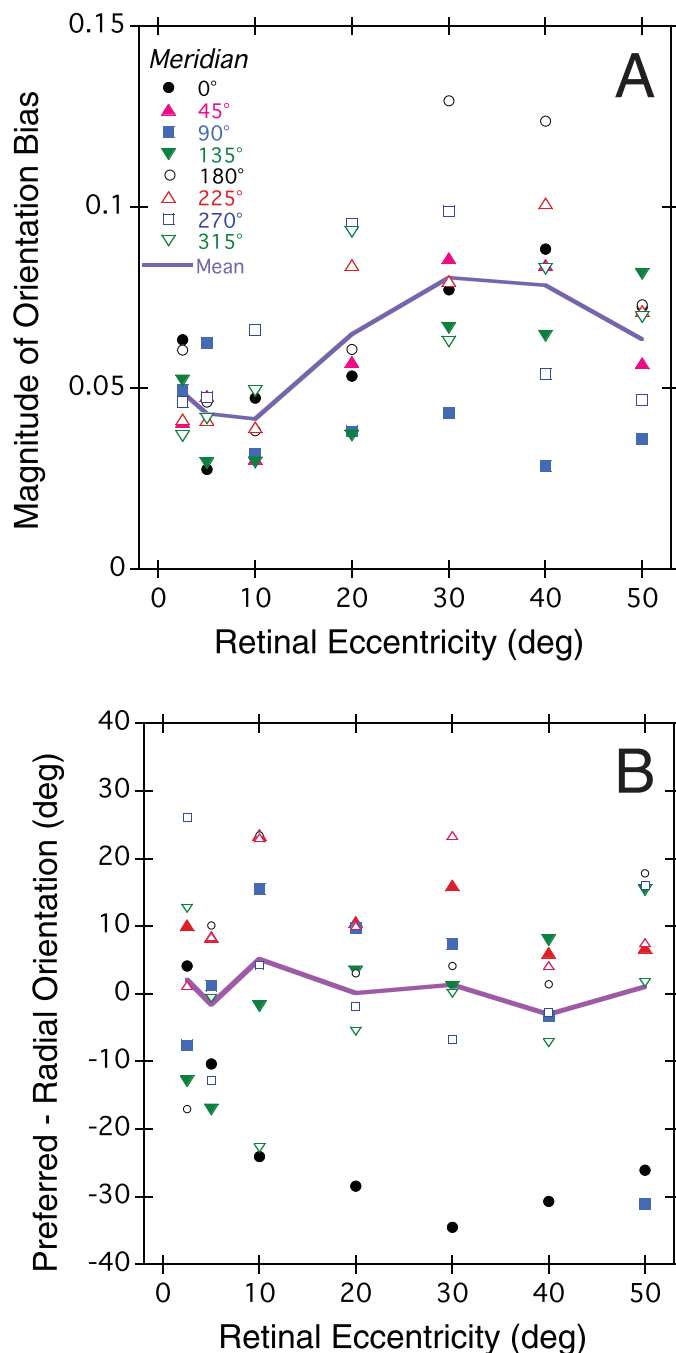 A
Meridian
0°
45°
90°
135°
180°
225°
270°
315°
Mean
0.15
0.1
0.05
0
Magnitude of Orientation Bias
0 10 20 30 40 50
Retinal Eccentricity (deg)
B
40
30
20
10
0
-10
-20
-30
-40
Preferred - Radial Orientation (deg)
0 10 20 30 40 50
Retinal Eccentricity (deg)